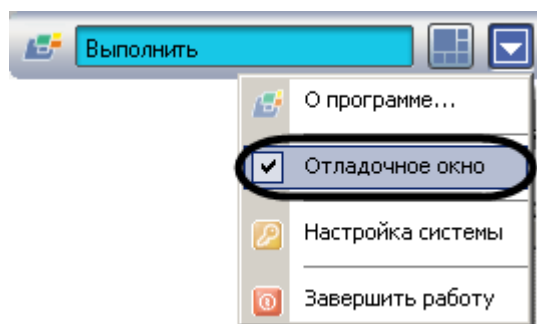 Выполнить
О программе...
Отладочное окно
Настройка системы
Завершить работу